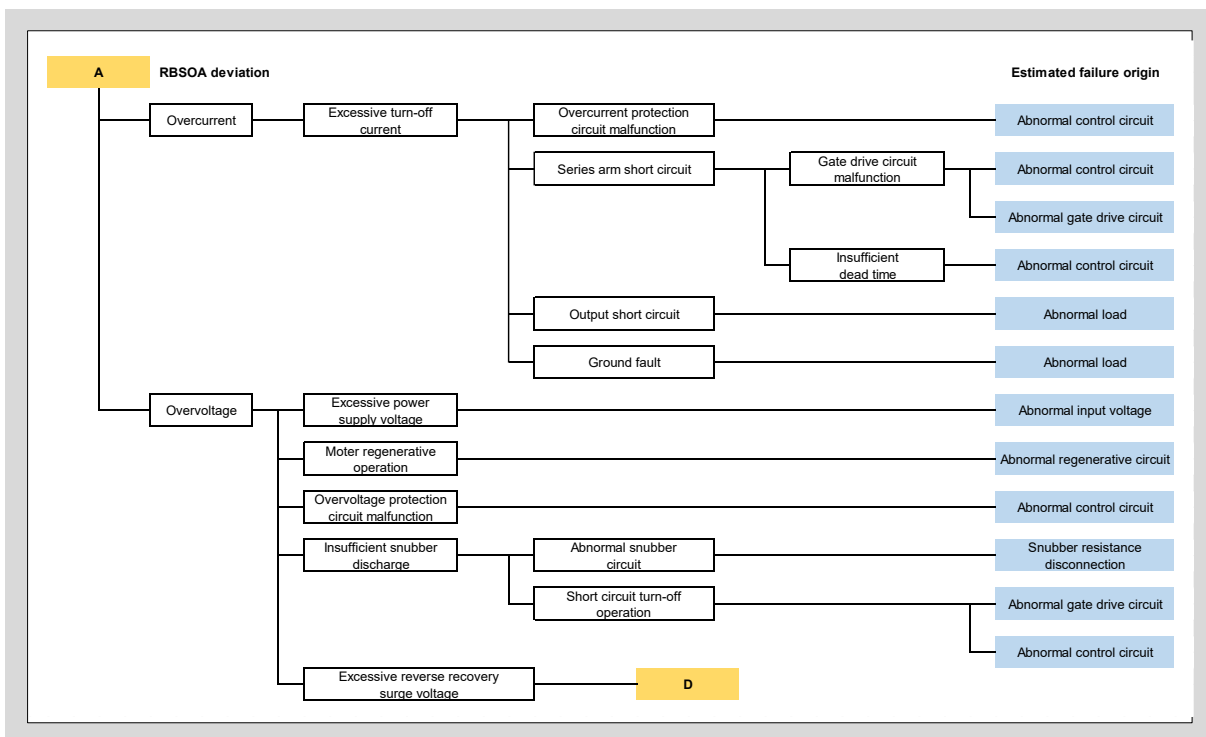 A
RBSOA deviation
Estimated failure origin
Overcurrent
Excessive turn-off
current
Overcurrent protection
circuit malfunction
Abnormal control circuit
Series arm short circuit
Gate drive circuit
malfunction
Abnormal control circuit
Abnormal gate drive circuit
Insufficient
dead time
Abnormal control circuit
Output short circuit
Abnormal load
Ground fault
Abnormal load
Overvoltage
Excessive power
supply voltage
Abnormal input voltage
Moter regenerative
operation
Abnormal regenerative circuit
Overvoltage protection
circuit malfunction
Abnormal control circuit
Insufficient snubber
discharge
Abnormal snubber
circuit
Snubber resistance
disconnection
Short circuit turn-off
operation
Abnormal gate drive circuit
Abnormal control circuit
Excessive reverse recovery
surge voltage
D